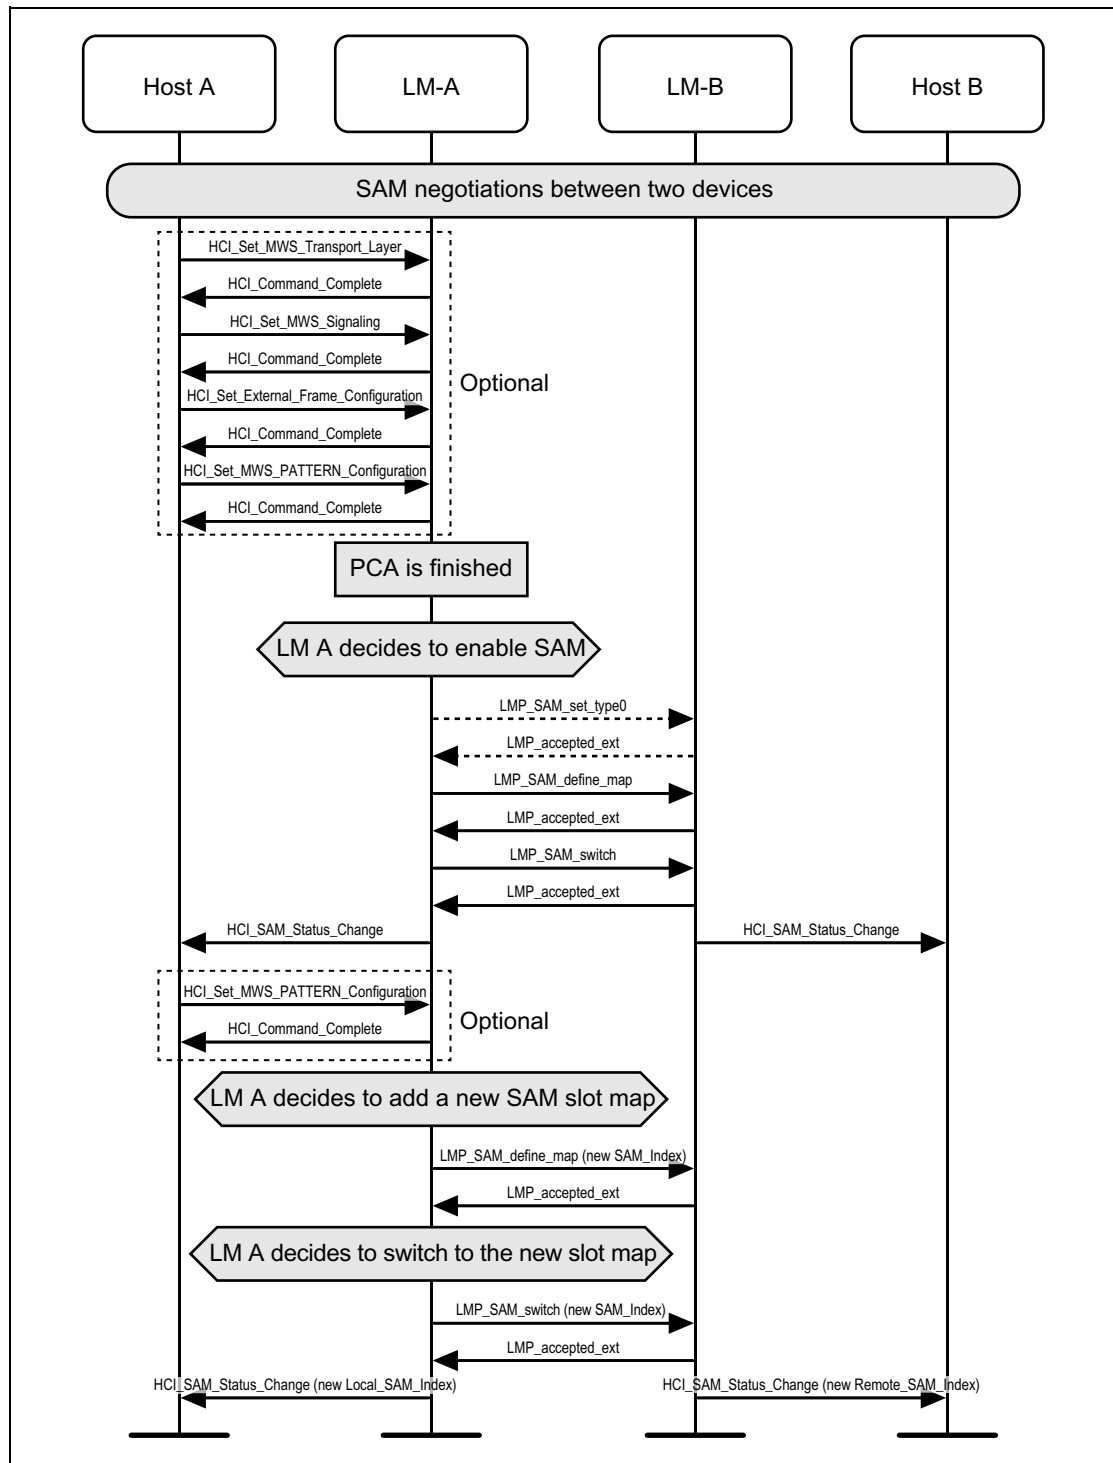 Host A
LM-A
LM-B
Host B
SAM negotiations between two devices
HCI_Set_MWS_Transport_Layer
HCI_Command_Complete
HCI_Set_MWS_Signaling
HCI_Command_Complete
Optional
HCI_Set_External_Frame_Configuration
HCI_Command_Complete
HCI_Set_MWS_PATTERN_Configuration
HCI_Command_Complete
PCA is finished
LM A decides to enable SAM
LMP_SAM_set_type0
LMP_accepted_ext
LMP_SAM_define_map
LMP_accepted_ext
LMP_SAM_switch
LMP_accepted_ext
HCI_SAM_Status_Change
HCI_SAM_Status_Change
HCI_Set_MWS_PATTERN_Configuration
Optional
HCI_Command_Complete
LM A decides to add a new SAM slot map
LMP_SAM_define_map (new SAM_Index)
LMP_accepted_ext
LM A decides to switch to the new slot map
LMP_SAM_switch (new SAM_Index)
LMP_accepted_ext
HCI_SAM_Status_Change (new Local_SAM_Index)
HCI_SAM_Status_Change (new Remote_SAM_Index)